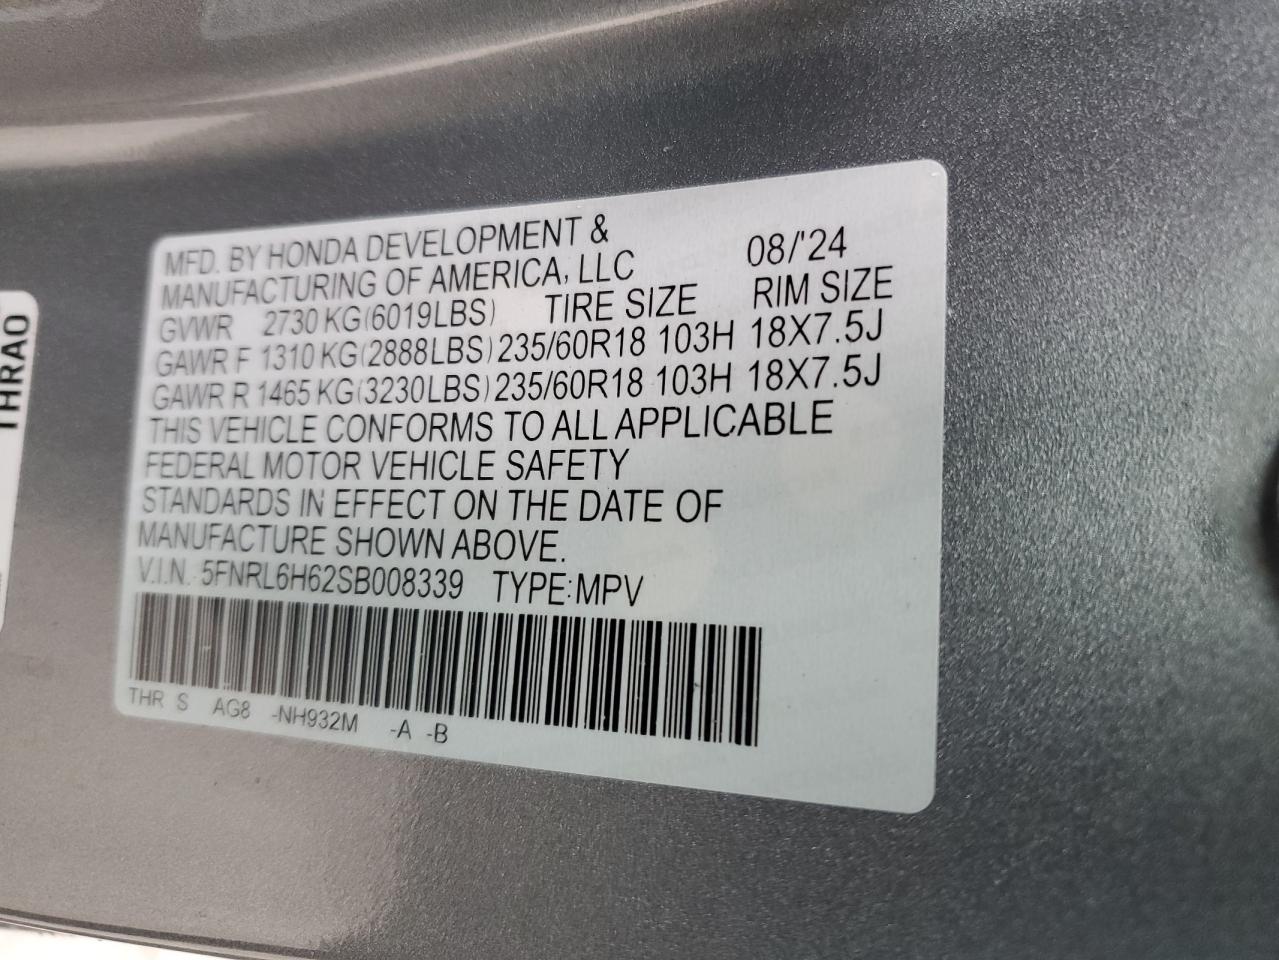 MFD. BY HONDA DEVELOPMENT &
MANUFACTURING OF AMERICA, LLC 08/'24
GVWR 2730 KG(6019LBS) TIRE SIZE RIM SIZE
GAWR F 1310 KG(2888LBS) 235/60R18 103H 18X7.5J
GAWR R 1465 KG(3230LBS) 235/60R18 103H 18X7.5J
THIS VEHICLE CONFORMS TO ALL APPLICABLE
FEDERAL MOTOR VEHICLE SAFETY
STANDARDS IN EFFECT ON THE DATE OF
MANUFACTURE SHOWN ABOVE.
V.I.N. 5FNRL6H62SB008339 TYPE:MPV
THR S AG8 -NH932M -A -B
THRA0